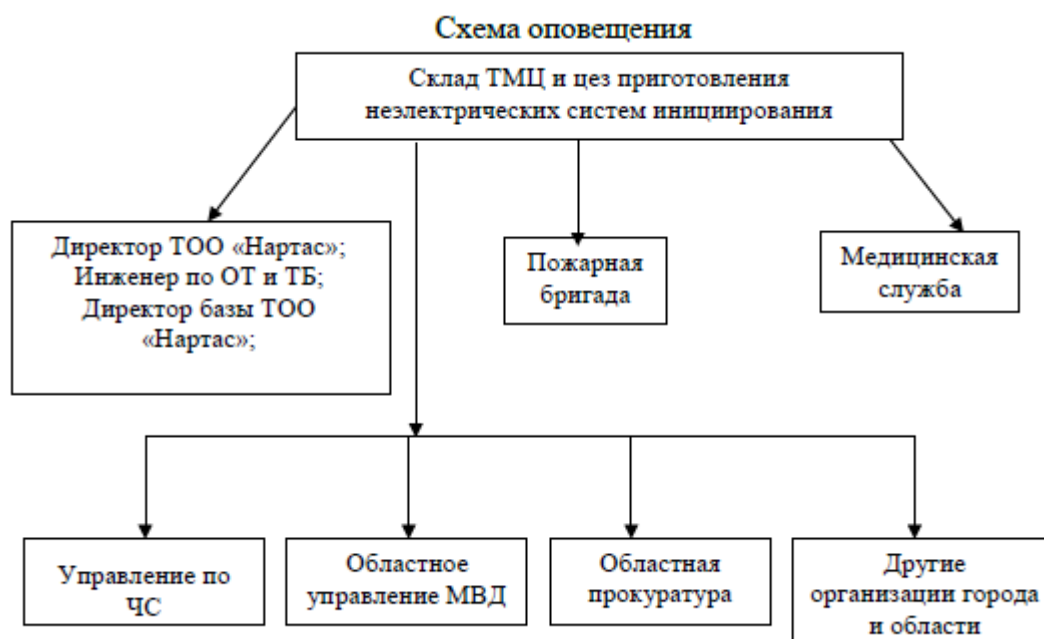 Схема оповещения
Склад ТМЦ и цез приготовления
неэлектрических систем инициирования
Директор ТОО «Нартас»;
Инженер по ОТ и ТБ;
Директор базы ТОО
«Нартас»;
Пожарная
бригада
Медицинская
служба
Управление по
ЧС
Областное
управление МВД
Областная
прокуратура
Другие
организации города
и области